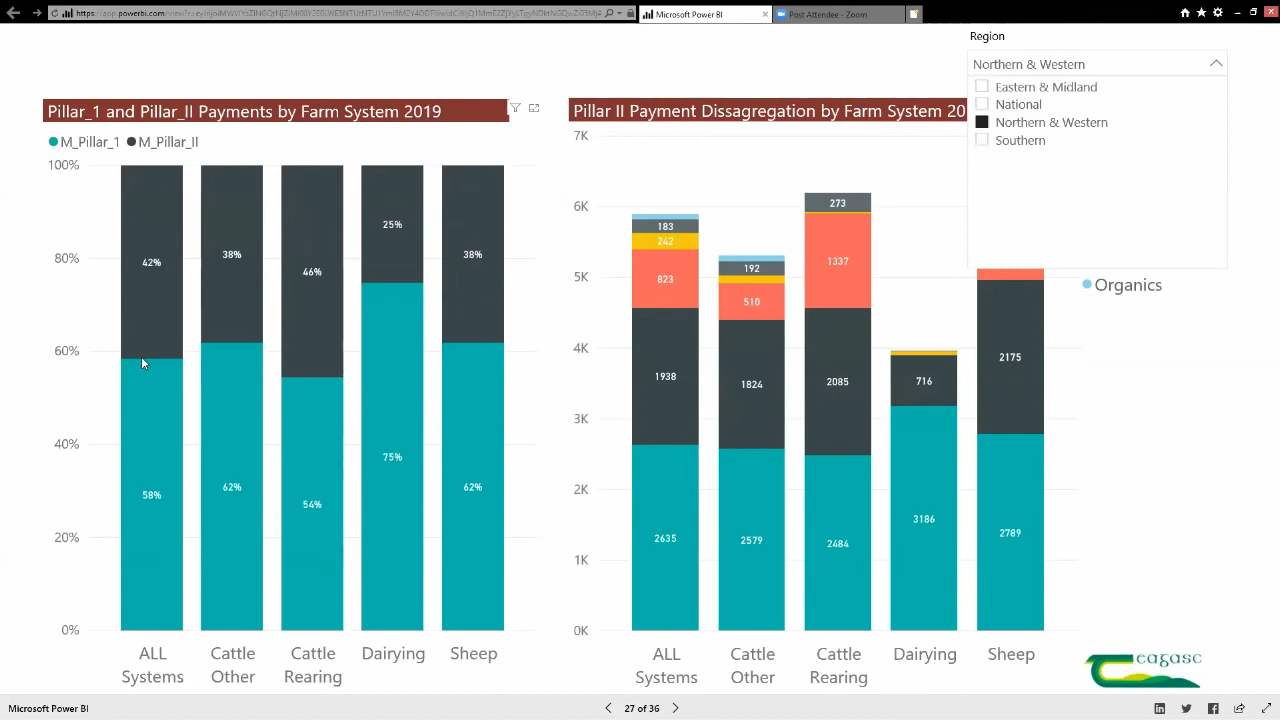 Microsoft Power BI
Post Attendee - Zoom
Region
Northern & Western
Eastern & Midland
National
Northern & Western
Southern
Pillar_1 and Pillar_II Payments by Farm System 2019
M_Pillar_1 M_Pillar_II
100%
80%
60%
40%
20%
0%
42%
38%
46%
25%
38%
58%
62%
54%
75%
62%
ALL Systems
Cattle Other
Cattle Rearing
Dairying
Sheep
Pillar II Payment Dissagregation by Farm System 20
7K
6K
5K
4K
3K
2K
1K
0K
183
242
823
1938
2635
192
510
1824
2579
273
1337
2085
2484
716
3186
2175
2789
Organics
ALL Systems
Cattle Other
Cattle Rearing
Dairying
Sheep
eagasc
Microsoft Power BI
27 of 36